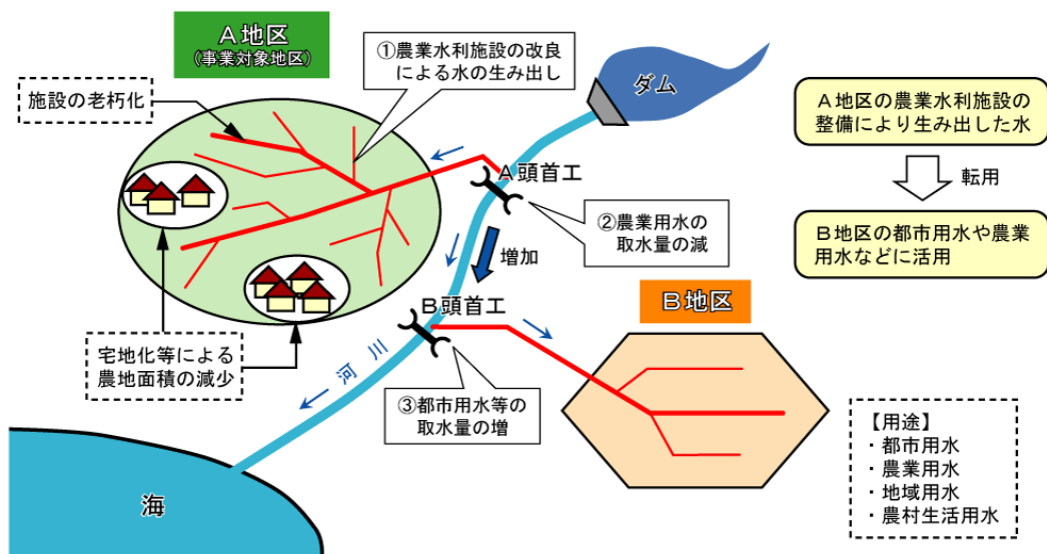 A地区
(事業対象地区)
①農業水利施設の改良
による水の生み出し
ダム
施設の老朽化
A地区の農業水利施設の
整備により生み出した水
転用
B地区の都市用水や農業
用水などに活用
A頭首工
②農業用水の
取水量の減
増加
B頭首工
B地区
宅地化等による
農地面積の減少
河川
③都市用水等の
取水量の増
【用途】
・都市用水
・農業用水
・地域用水
・農村生活用水
海